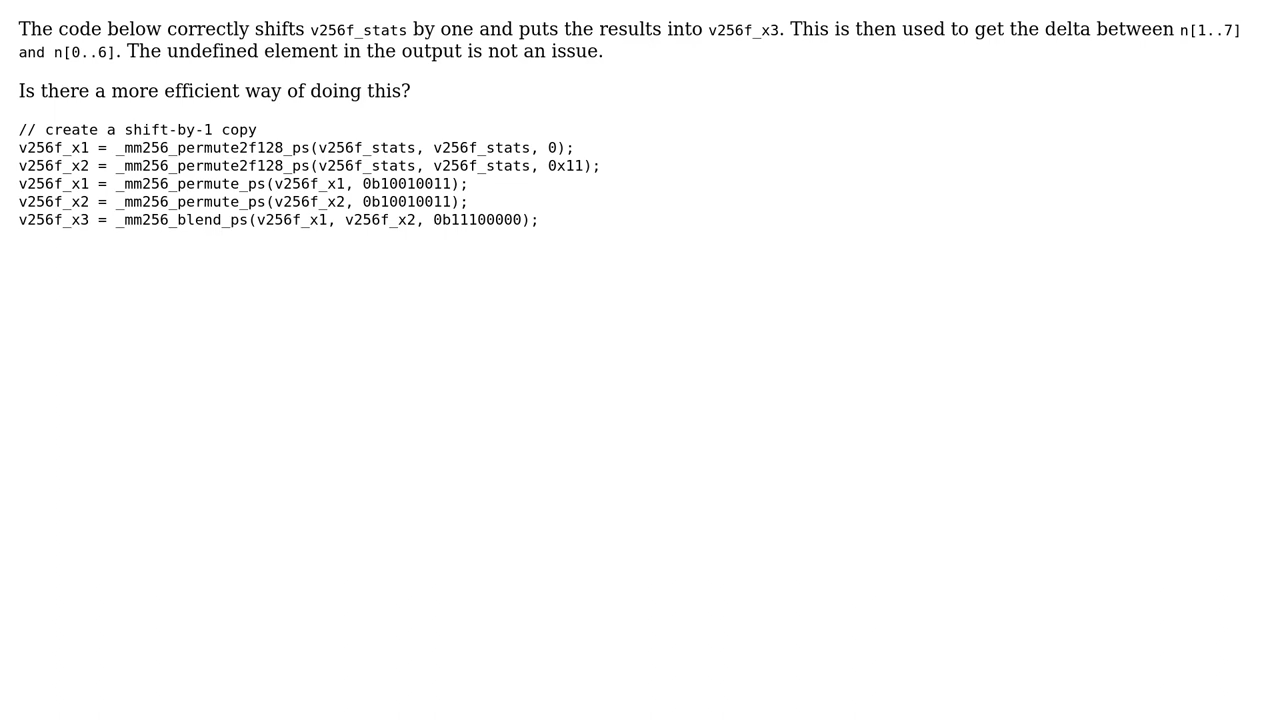 The code below correctly shifts v256f_stats by one and puts the results into v256f_x3. This is then used to get the delta between n[1..7]
and n[0..6]. The undefined element in the output is not an issue.
Is there a more efficient way of doing this?
// create a shift-by-1 copy
v256f_x1 = _mm256_permute2f128_ps(v256f_stats, v256f_stats, 0);
v256f_x2 = _mm256_permute2f128_ps(v256f_stats, v256f_stats, 0x11);
v256f_x1 = _mm256_permute_ps(v256f_x1, 0b10010011);
v256f_x2 = _mm256_permute_ps(v256f_x2, 0b10010011);
v256f_x3 = _mm256_blend_ps(v256f_x1, v256f_x2, 0b11100000);